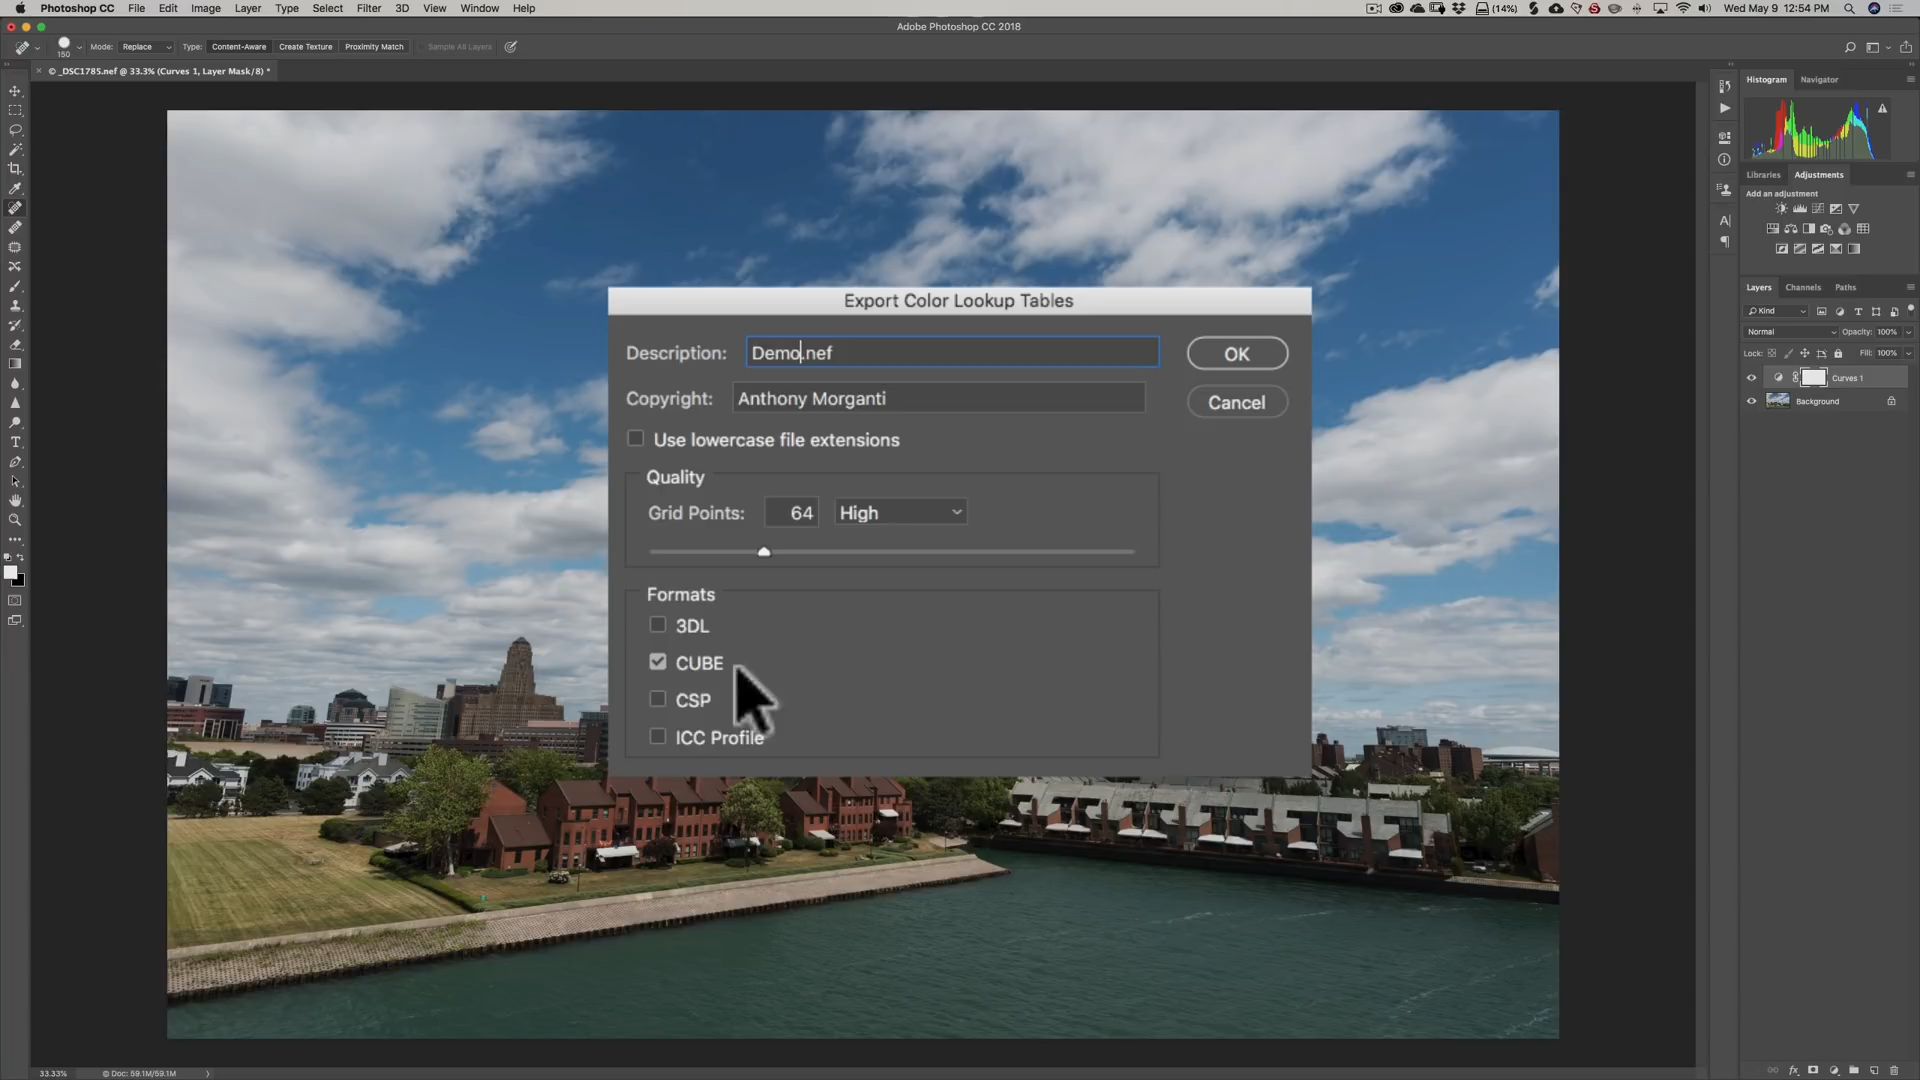 Photoshop CC File Edit Image Layer Type Select Filter 3D View Window Help (14%) Wed May 9 12:54 PM
Adobe Photoshop CC 2018
150 Mode: Replace Type: Content-Aware Create Texture Proximity Match Sample All Layers
© _DSC1785.nef @ 33.3% (Curves 1, Layer Mask/8) *
Histogram Navigator
Libraries Adjustments
Add an adjustment
Layers Channels Paths
Kind
Normal Opacity: 100%
Lock: Fill: 100%
Curves 1
Background
Export Color Lookup Tables
Description: Demo.nef OK
Copyright: Anthony Morganti Cancel
Use lowercase file extensions
Quality
Grid Points: 64 High
Formats
3DL
CUBE
CSP
ICC Profile
33.33% Doc: 59.1M/59.1M